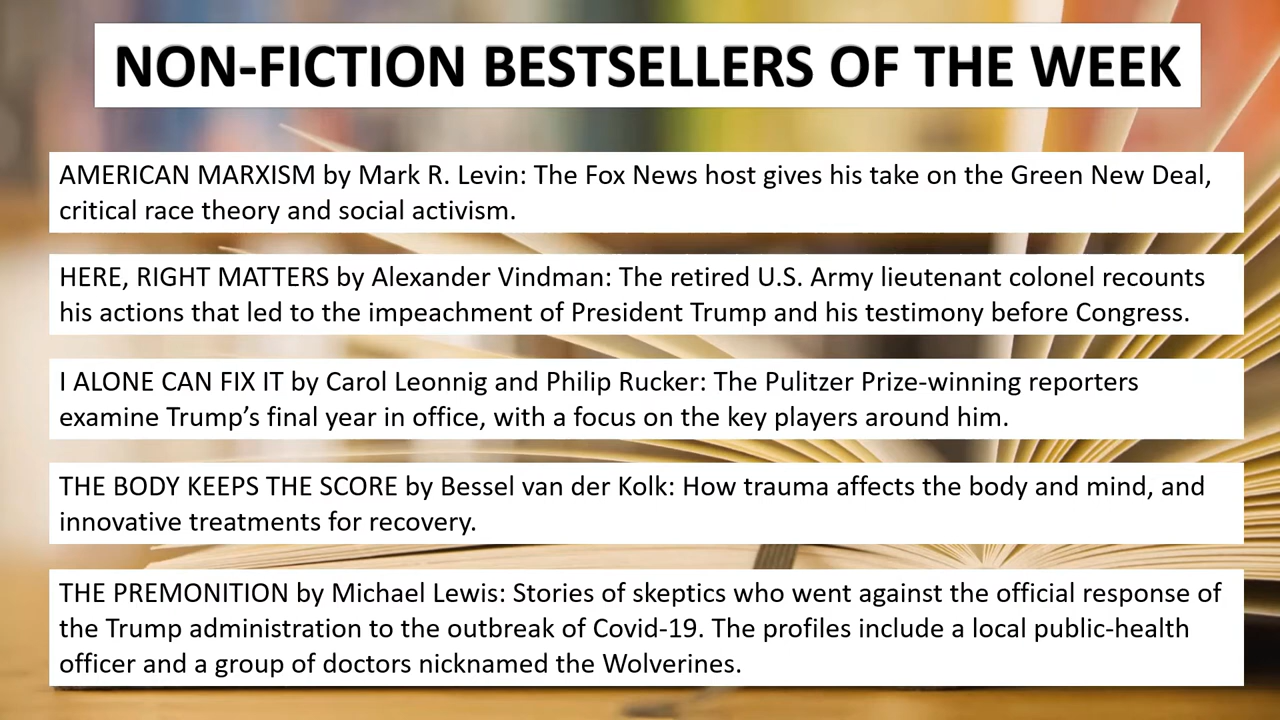 NON-FICTION BESTSELLERS OF THE WEEK
AMERICAN MARXISM by Mark R. Levin: The Fox News host gives his take on the Green New Deal,
critical race theory and social activism.
HERE, RIGHT MATTERS by Alexander Vindman: The retired U.S. Army lieutenant colonel recounts
his actions that led to the impeachment of President Trump and his testimony before Congress.
I ALONE CAN FIX IT by Carol Leonnig and Philip Rucker: The Pulitzer Prize-winning reporters
examine Trump’s final year in office, with a focus on the key players around him.
THE BODY KEEPS THE SCORE by Bessel van der Kolk: How trauma affects the body and mind, and
innovative treatments for recovery.
THE PREMONITION by Michael Lewis: Stories of skeptics who went against the official response of
the Trump administration to the outbreak of Covid-19. The profiles include a local public-health
officer and a group of doctors nicknamed the Wolverines.